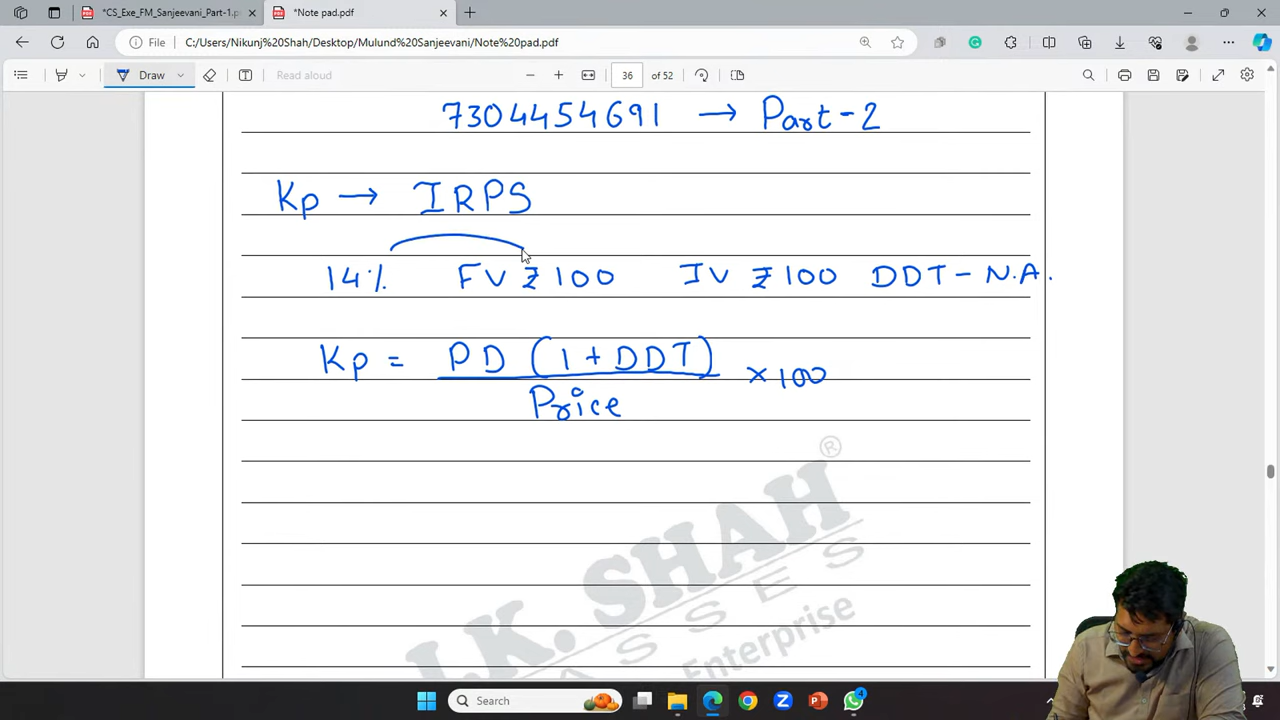 *CS_Exe_FM_Sanjeevani_Part-1.p
*Note pad.pdf
File
C:/Users/Nikunj%20Shah/Desktop/Mulund%20Sanjeevani/Note%20pad.pdf
Draw
Read aloud
36 of 52
7304454691 → Part-2
Kp → IRPS
14% FV ₹100 IV ₹100 DDT - N.A.
Kp = PD (1 + DDT) × 100
Price
J.K. SHAH ®
CLASSES
Enterprise
Search
4